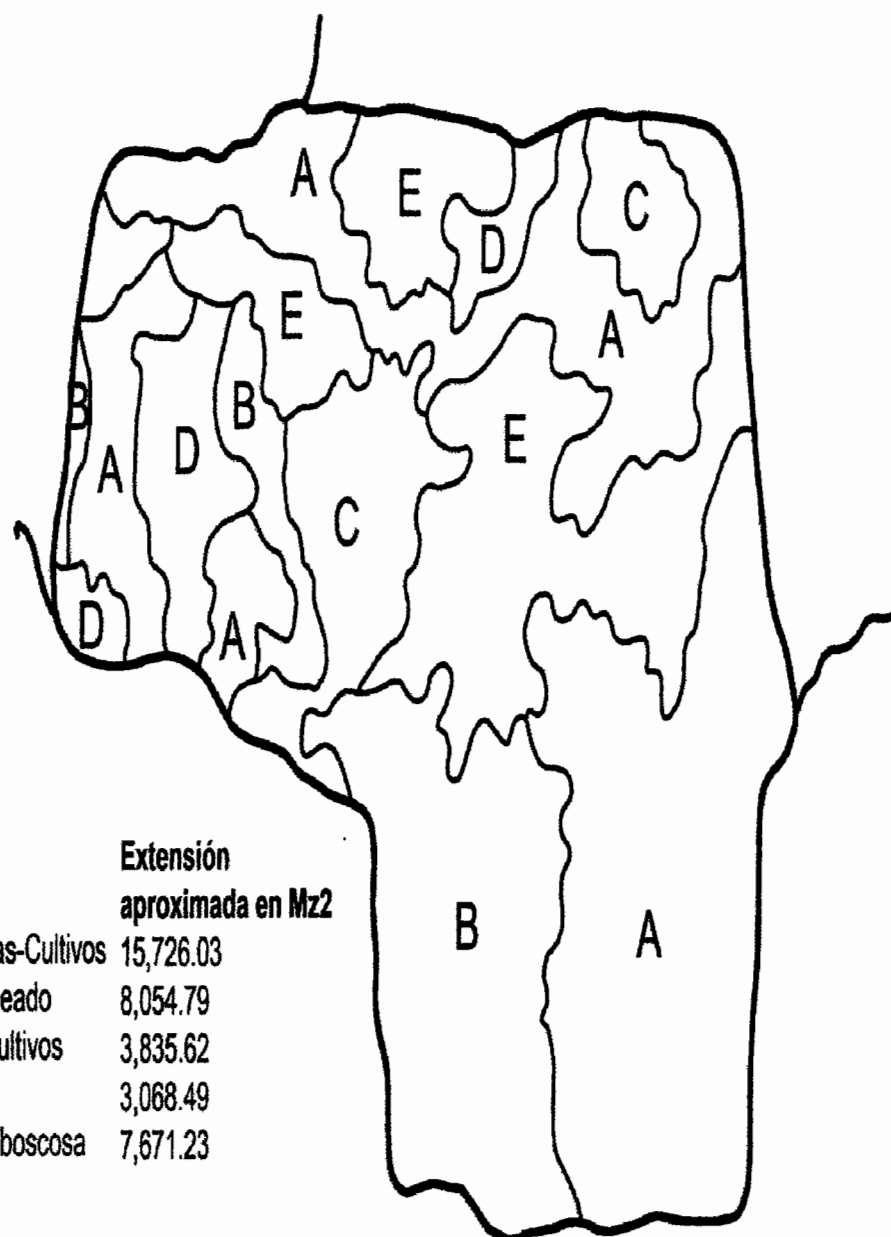 A
E
D
C
E
A
B
B
A
D
E
C
D
A
Extensión
aproximada en Mz2
as-Cultivos 15,726.03
eado 8,054.79
ultivos 3,835.62
3,068.49
boscosa 7,671.23
B
A